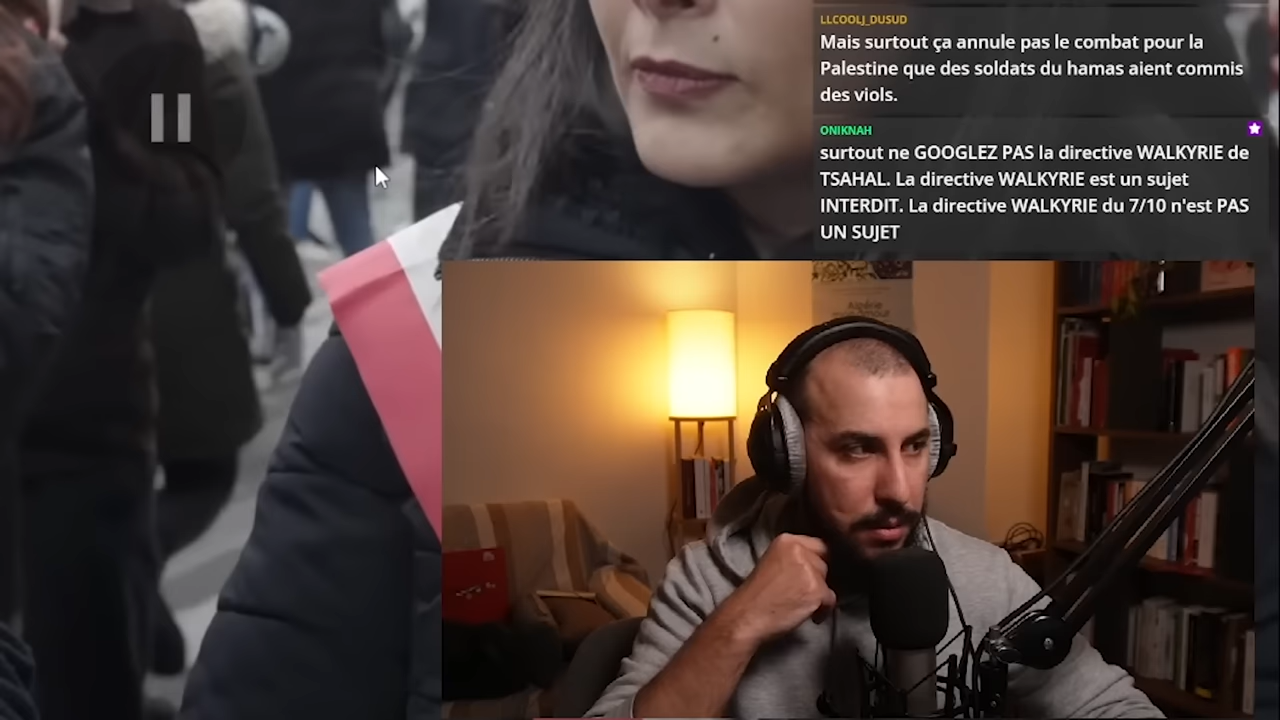 LLCOOLJ_DUSUD
Mais surtout ça annule pas le combat pour la
Palestine que des soldats du hamas aient commis
des viols.
ONIKNAH
surtout ne GOOGLEZ PAS la directive WALKYRIE de
TSAHAL. La directive WALKYRIE est un sujet
INTERDIT. La directive WALKYRIE du 7/10 n'est PAS
UN SUJET
Algérie